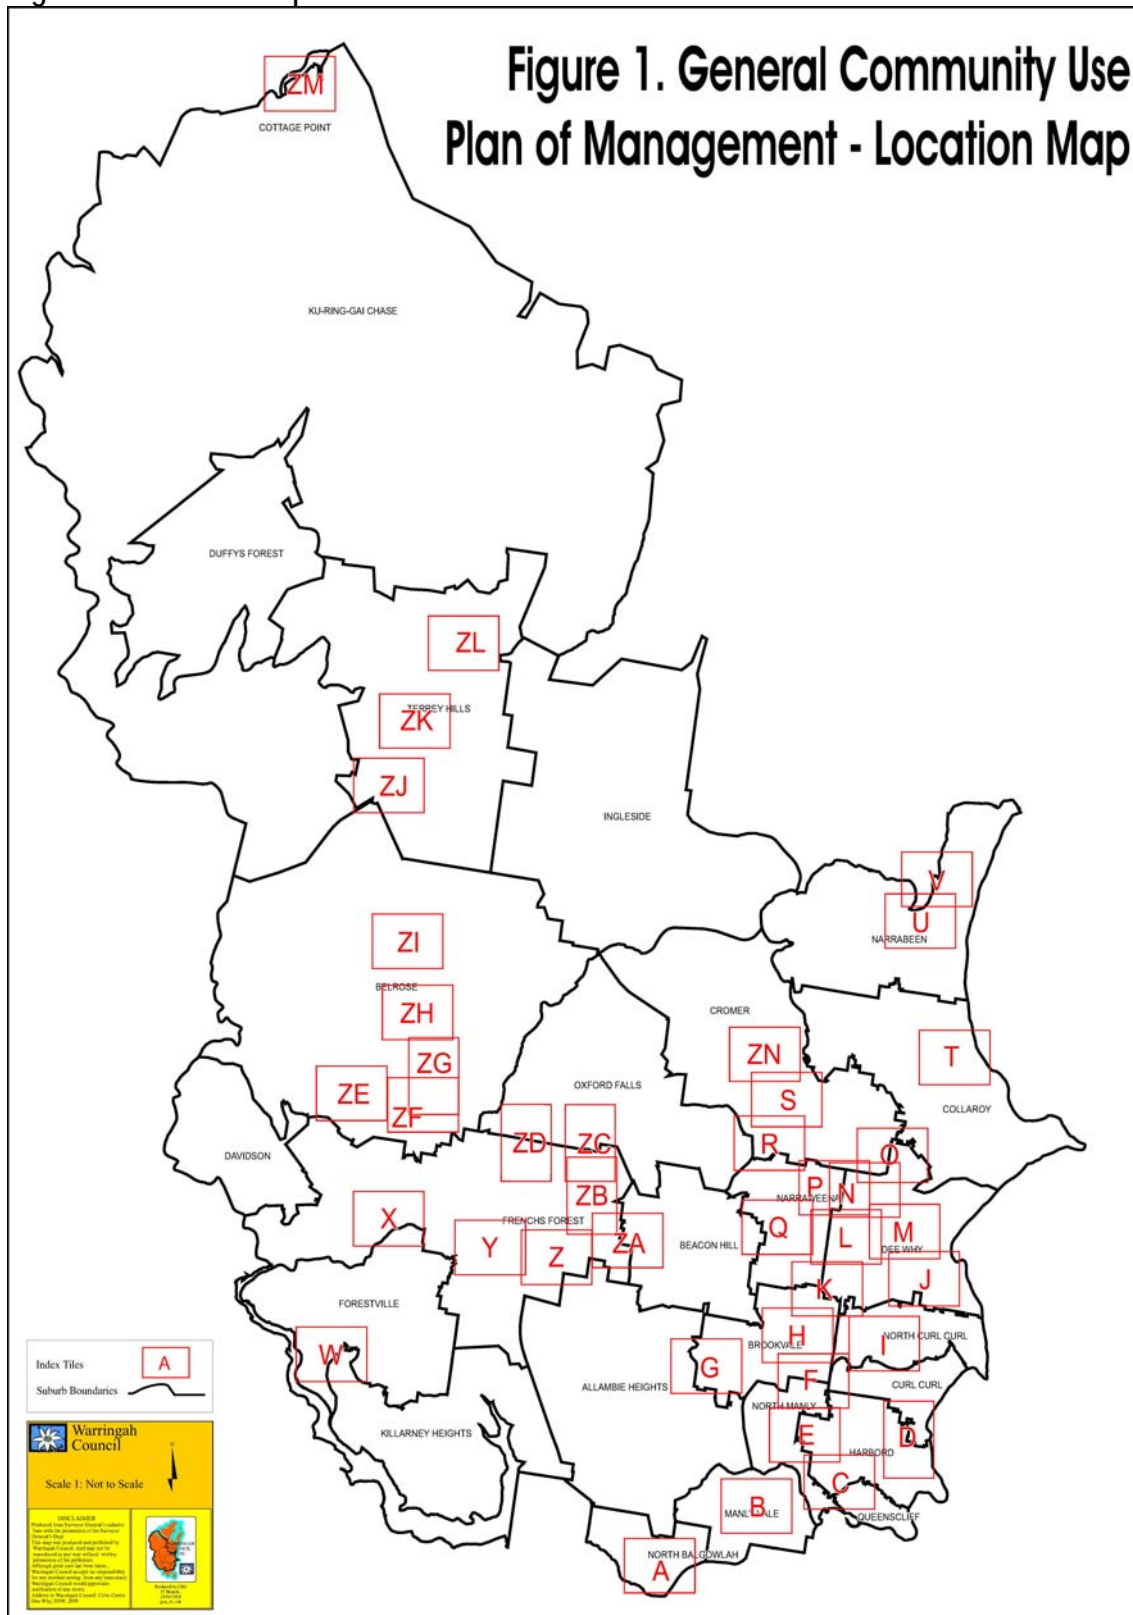 Figure 1. General Community Use
Plan of Management - Location Map
ZM
COTTAGE POINT
KU-RING-GAI CHASE
DUFFYS FOREST
ZL
TERREY HILLS
ZK
ZJ
INGLESIDE
V
U
NARRABEEN
ZI
BELROSE
ZH
CROMER
ZN
T
ZG
ZE
ZF
OXFORD FALLS
S
COLLAROY
ZD
ZC
R
O
DAVIDSON
ZB
P
N
NARRAWEENA
X
FRENCHS FOREST
Y
Z
ZA
BEACON HILL
Q
L
M
DEE WHY
K
J
FORESTVILLE
W
H
BROOKVALE
I
NORTH CURL CURL
G
ALLAMBIE HEIGHTS
F
CURL CURL
NORTH MANLY
KILLARNEY HEIGHTS
E
D
HARBORD
C
B
MANLY VALE
QUEENSCLIFF
NORTH BALGOWLAH
A
Index Tiles
A
Suburb Boundaries
Warringah
Council
Scale 1: Not to Scale
DISCLAIMER